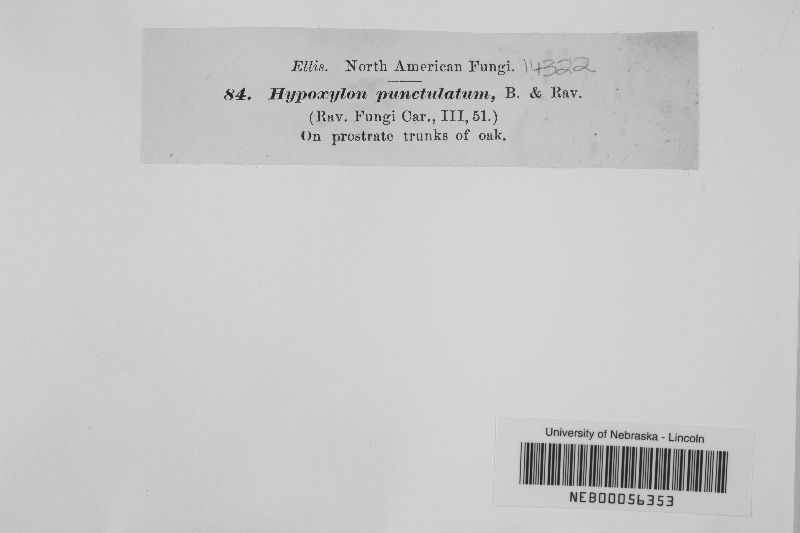 Ellis. North American Fungi. 14322
84. Hypoxylon punctulatum, B. & Rav.
(Rav. Fungi Car., III, 51.)
On prostrate trunks of oak.
University of Nebraska - Lincoln
NEB00056353